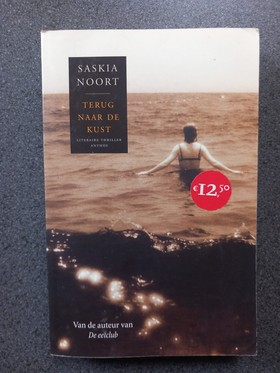 SASKIA
NOORT
TERUG
NAAR DE
KUST
LITERAIRE THRILLER
ANTHOS
€12,50
Van de auteur van
De eetclub